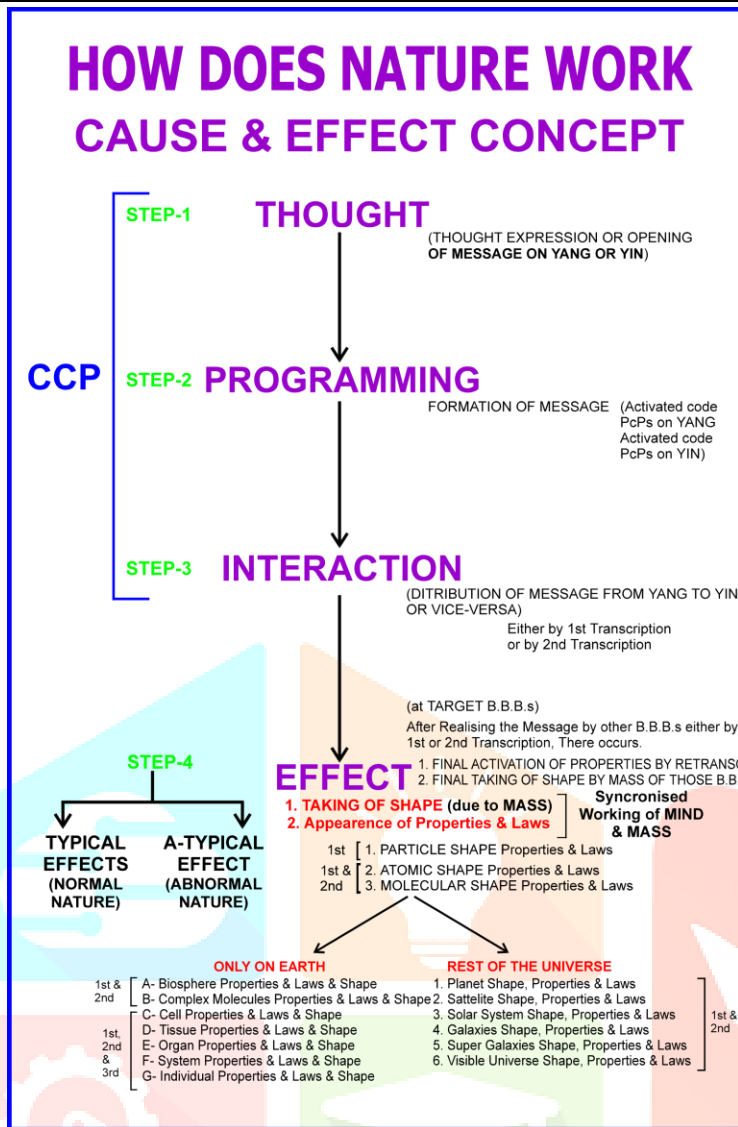 HOW DOES NATURE WORK
CAUSE & EFFECT CONCEPT
STEP-1
THOUGHT
(THOUGHT EXPRESSION OR OPENING
OF MESSAGE ON YANG OR YIN)
CCP
STEP-2
PROGRAMMING
FORMATION OF MESSAGE (Activated code
PcPs on YANG
Activated code
PcPs on YIN)
STEP-3
INTERACTION
(DITRIBUTION OF MESSAGE FROM YANG TO YIN
OR VICE-VERSA)
Either by 1st Transcription
or by 2nd Transcription
(at TARGET B.B.B.s)
After Realising the Message by other B.B.B.s either by
1st or 2nd Transcription, There occurs.
STEP-4
EFFECT
1. FINAL ACTIVATION OF PROPERTIES BY RETRANSC
2. FINAL TAKING OF SHAPE BY MASS OF THOSE B.B
1. TAKING OF SHAPE (due to MASS)
2. Appearence of Properties & Laws
Syncronised
Working of MIND
& MASS
TYPICAL
EFFECTS
(NORMAL
NATURE)
A-TYPICAL
EFFECT
(ABNORMAL
NATURE)
1st
1. PARTICLE SHAPE Properties & Laws
1st &
2nd
2. ATOMIC SHAPE Properties & Laws
3. MOLECULAR SHAPE Properties & Laws
ONLY ON EARTH
1st &
2nd
A- Biosphere Properties & Laws & Shape
B- Complex Molecules Properties & Laws & Shape
1st,
2nd
&
3rd
C- Cell Properties & Laws & Shape
D- Tissue Properties & Laws & Shape
E- Organ Properties & Laws & Shape
F- System Properties & Laws & Shape
G- Individual Properties & Laws & Shape
REST OF THE UNIVERSE
1. Planet Shape, Properties & Laws
2. Sattelite Shape, Properties & Laws
3. Solar System Shape, Properties & Laws
4. Galaxies Shape, Properties & Laws
5. Super Galaxies Shape, Properties & Laws
6. Visible Universe Shape, Properties & Laws
1st &
2nd